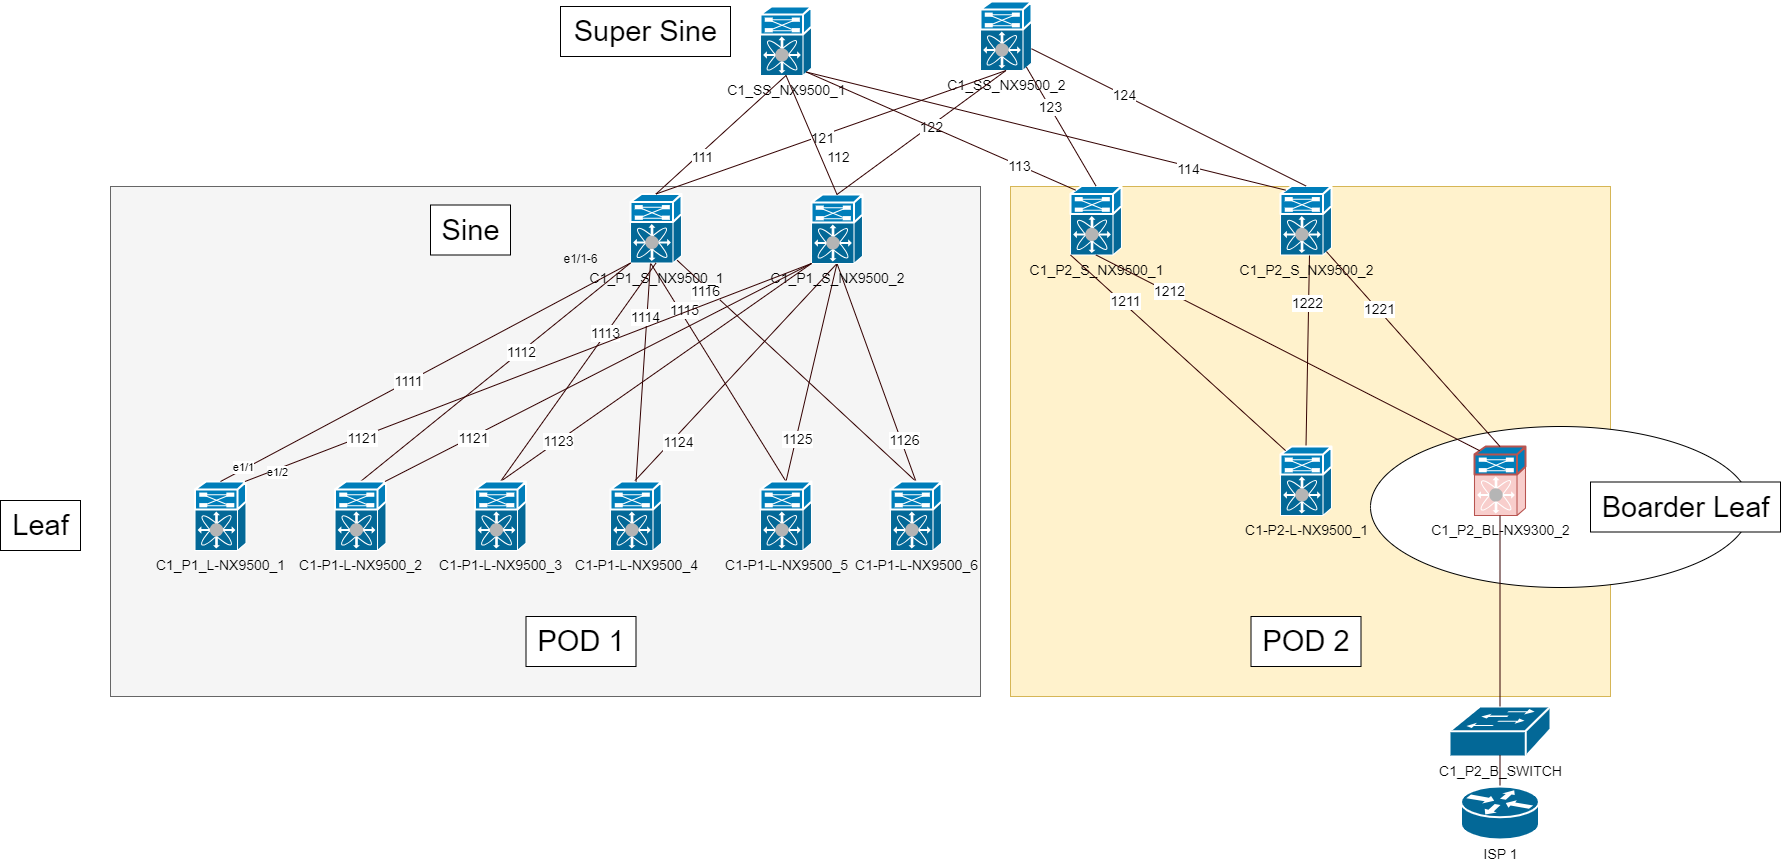 Super Sine
C1_SS_NX9500_1
C1_SS_NX9500_2
124
123
121
122
111
112
113
114
Sine
e1/1-6
C1_P1_S_NX9500_1
C1_P1_S_NX9500_2
C1_P2_S_NX9500_1
C1_P2_S_NX9500_2
1116
1115
1114
1113
1112
1111
1212
1211
1222
1221
1121
1121
1123
1124
1125
1126
e1/1
e1/2
Leaf
Boarder Leaf
C1_P1_L-NX9500_1
C1-P1-L-NX9500_2
C1-P1-L-NX9500_3
C1-P1-L-NX9500_4
C1-P1-L-NX9500_5
C1-P1-L-NX9500_6
C1-P2-L-NX9500_1
C1_P2_BL-NX9300_2
POD 1
POD 2
C1_P2_B_SWITCH
ISP 1